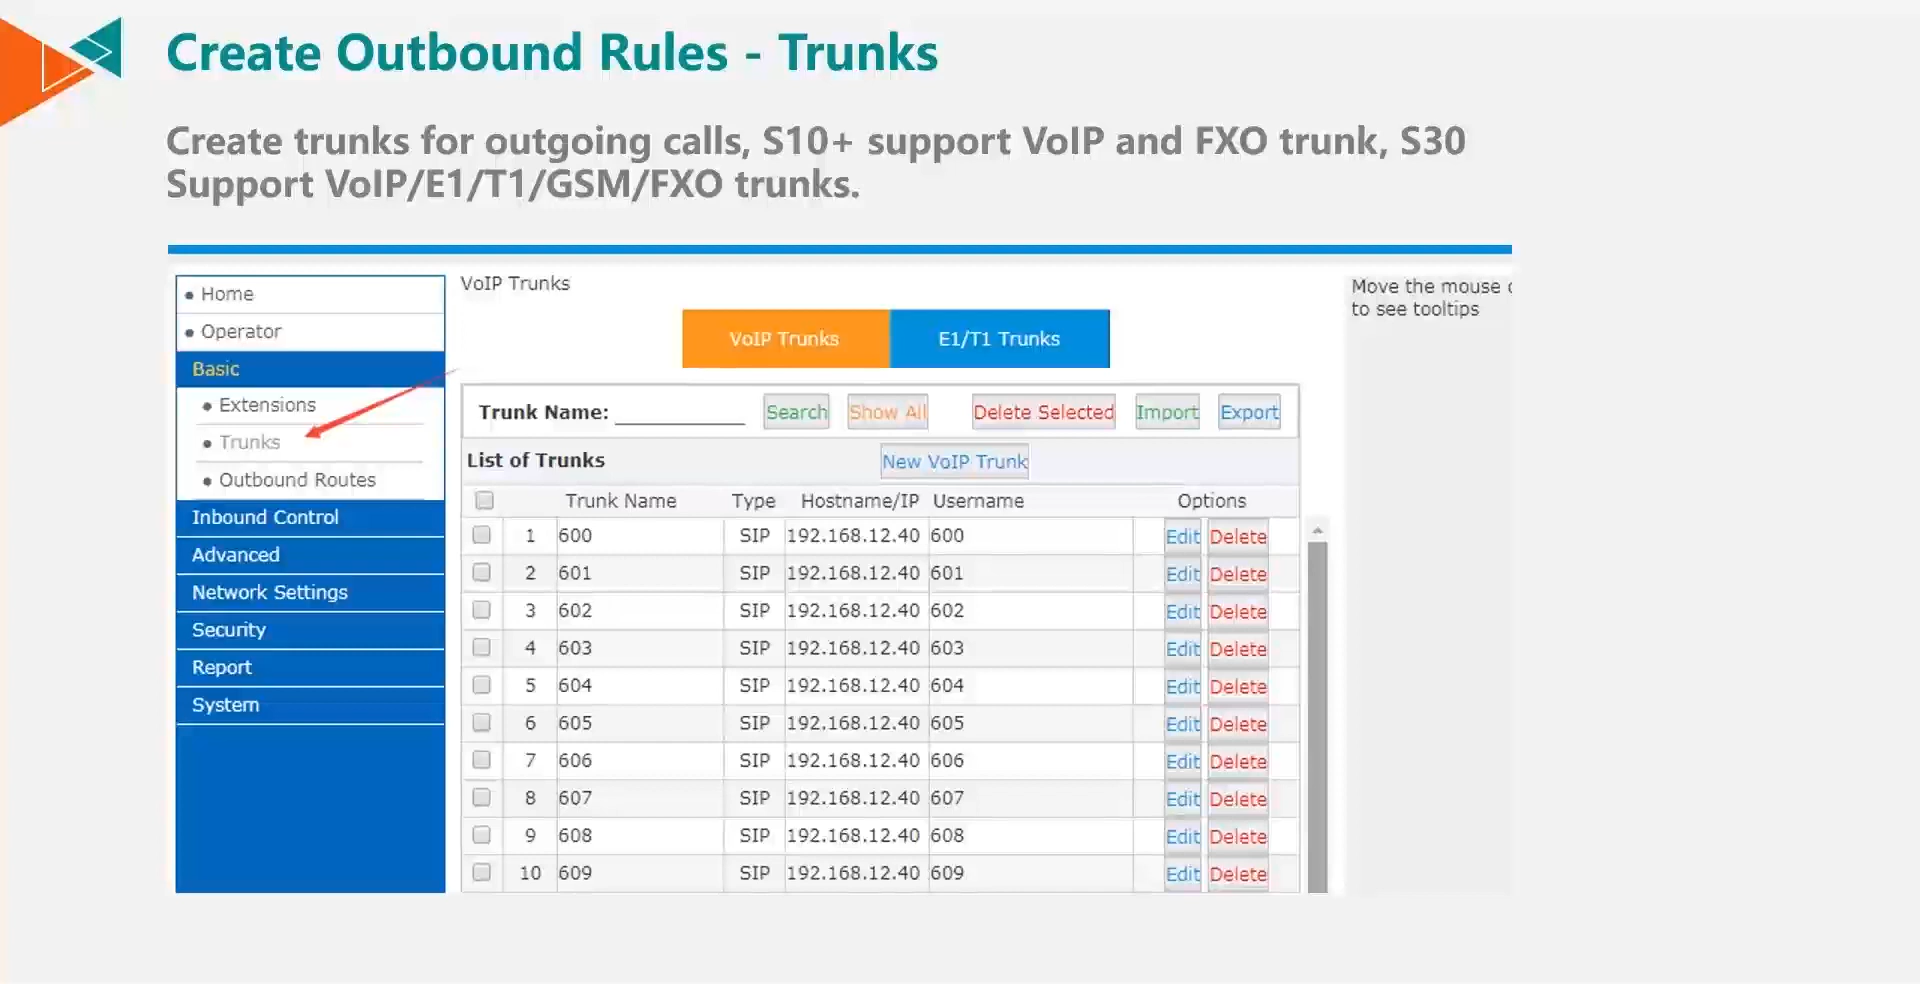 Create Outbound Rules - Trunks
Create trunks for outgoing calls, S10+ support VoIP and FXO trunk, S30
Support VoIP/E1/T1/GSM/FXO trunks.
Home
Operator
Basic
Extensions
Trunks
Outbound Routes
Inbound Control
Advanced
Network Settings
Security
Report
System
VoIP Trunks
VoIP Trunks E1/T1 Trunks
Trunk Name: Search Show All Delete Selected Import Export
List of Trunks New VoIP Trunk
Trunk Name Type Hostname/IP Username Options
1 600 SIP 192.168.12.40 600 Edit Delete
2 601 SIP 192.168.12.40 601 Edit Delete
3 602 SIP 192.168.12.40 602 Edit Delete
4 603 SIP 192.168.12.40 603 Edit Delete
5 604 SIP 192.168.12.40 604 Edit Delete
6 605 SIP 192.168.12.40 605 Edit Delete
7 606 SIP 192.168.12.40 606 Edit Delete
8 607 SIP 192.168.12.40 607 Edit Delete
9 608 SIP 192.168.12.40 608 Edit Delete
10 609 SIP 192.168.12.40 609 Edit Delete
Move the mouse
to see tooltips